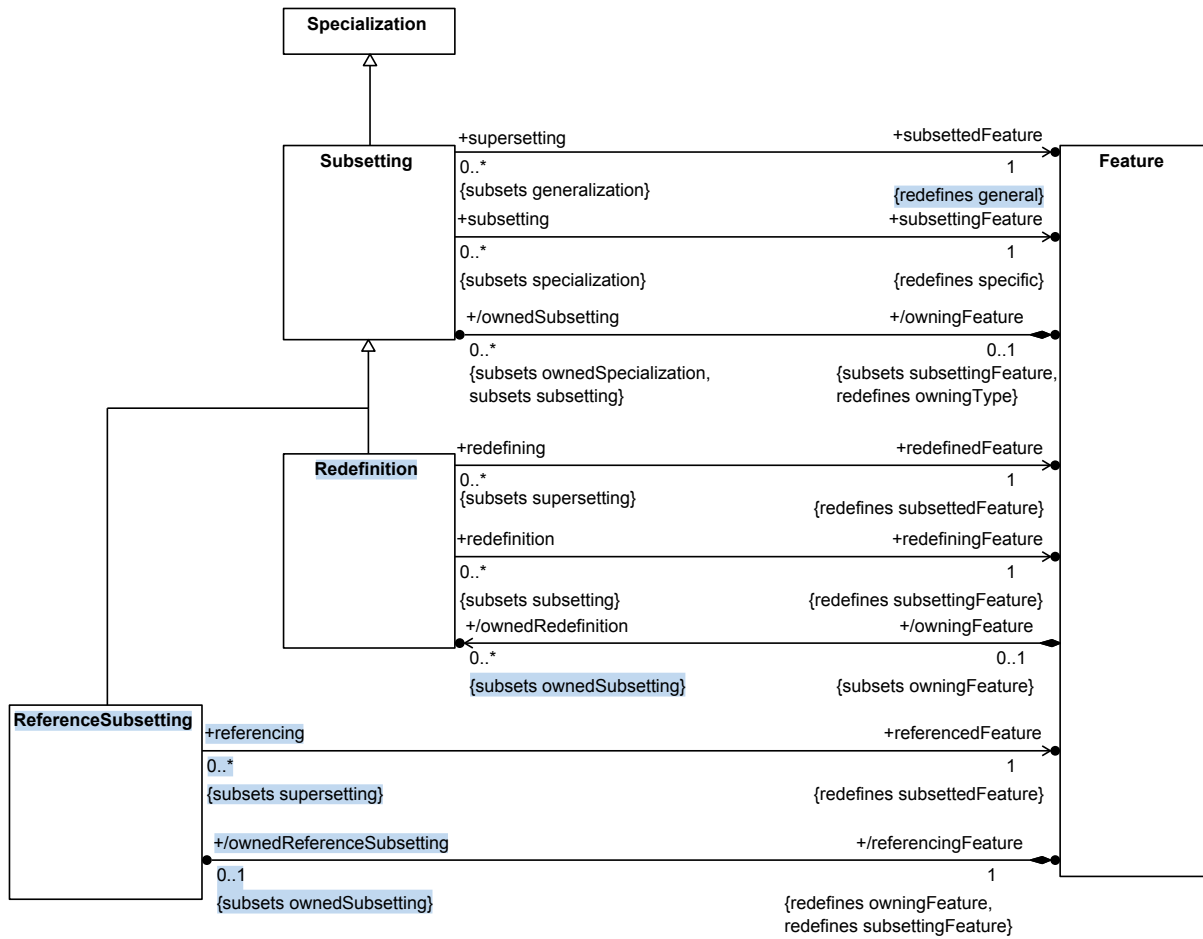 Specialization
Subsetting
Feature
+supersetting
+subsettedFeature
0..*
1
{subsets generalization}
{redefines general}
+subsetting
+subsettingFeature
0..*
1
{subsets specialization}
{redefines specific}
+/ownedSubsetting
+/owningFeature
0..*
0..1
{subsets ownedSpecialization,
subsets subsetting}
{subsets subsettingFeature,
redefines owningType}
Redefinition
+redefining
+redefinedFeature
0..*
1
{subsets supersetting}
{redefines subsettedFeature}
+redefinition
+redefiningFeature
0..*
1
{subsets subsetting}
{redefines subsettingFeature}
+/ownedRedefinition
+/owningFeature
0..*
0..1
{subsets ownedSubsetting}
{subsets owningFeature}
ReferenceSubsetting
+referencing
+referencedFeature
0..*
1
{subsets supersetting}
{redefines subsettedFeature}
+/ownedReferenceSubsetting
+/referencingFeature
0..1
1
{subsets ownedSubsetting}
{redefines owningFeature,
redefines subsettingFeature}